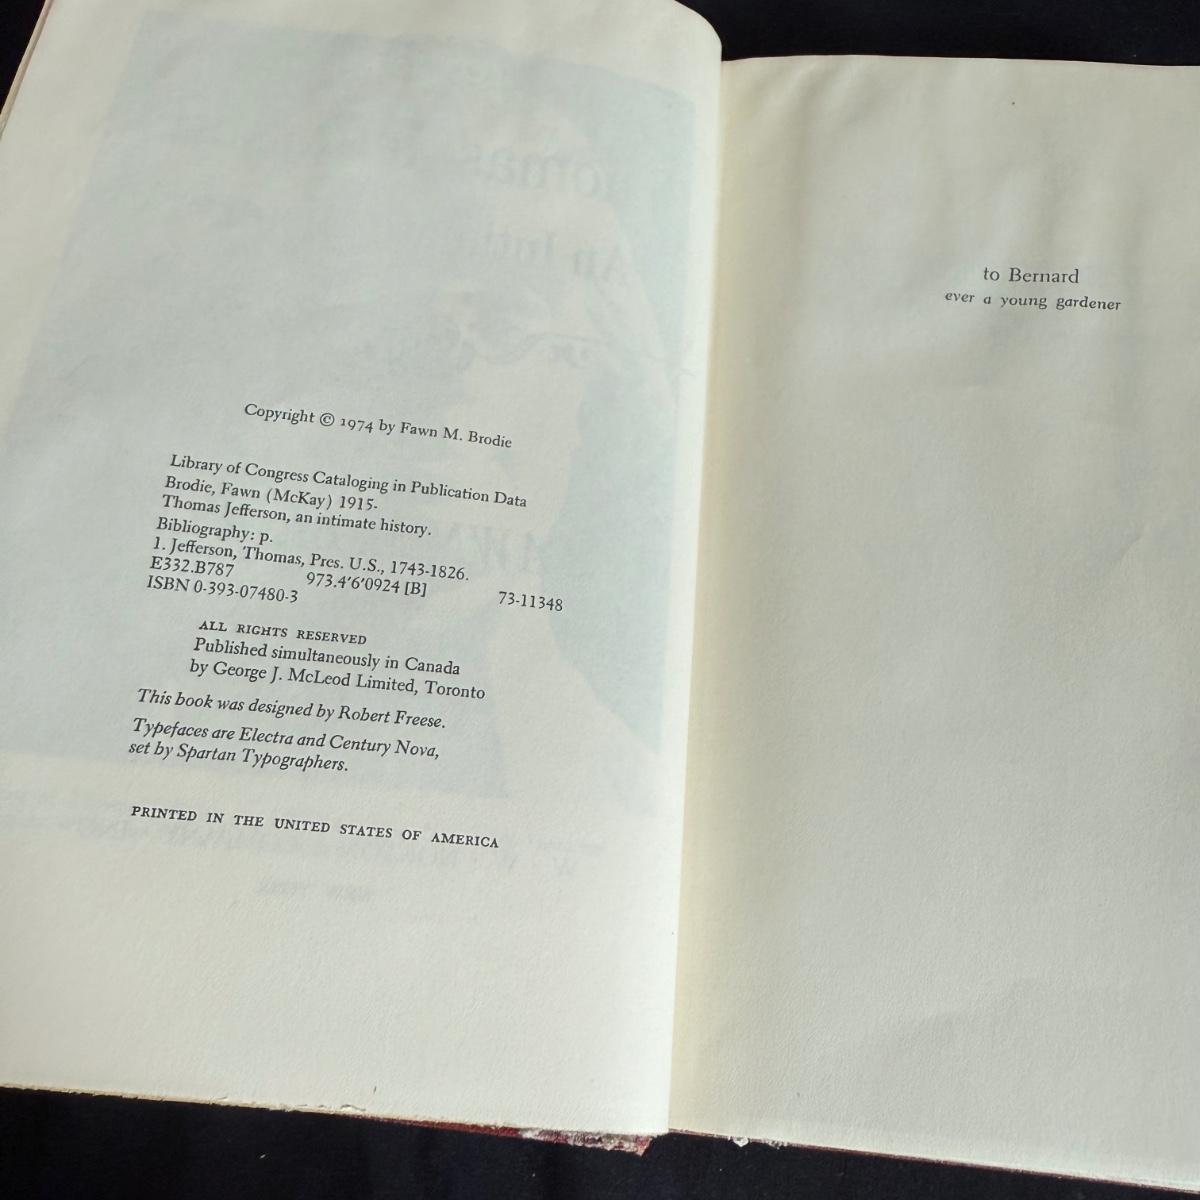 Copyright © 1974 by Fawn M. Brodie
Library of Congress Cataloging in Publication Data
Brodie, Fawn (McKay) 1915-
Thomas Jefferson, an intimate history.
Bibliography: p.
1. Jefferson, Thomas, Pres. U.S., 1743-1826.
E332.B787 973.4'6'0924 [B] 73-11348
ISBN 0-393-07480-3
ALL RIGHTS RESERVED
Published simultaneously in Canada
by George J. McLeod Limited, Toronto
This book was designed by Robert Freese.
Typefaces are Electra and Century Nova,
set by Spartan Typographers.
PRINTED IN THE UNITED STATES OF AMERICA
to Bernard
ever a young gardener